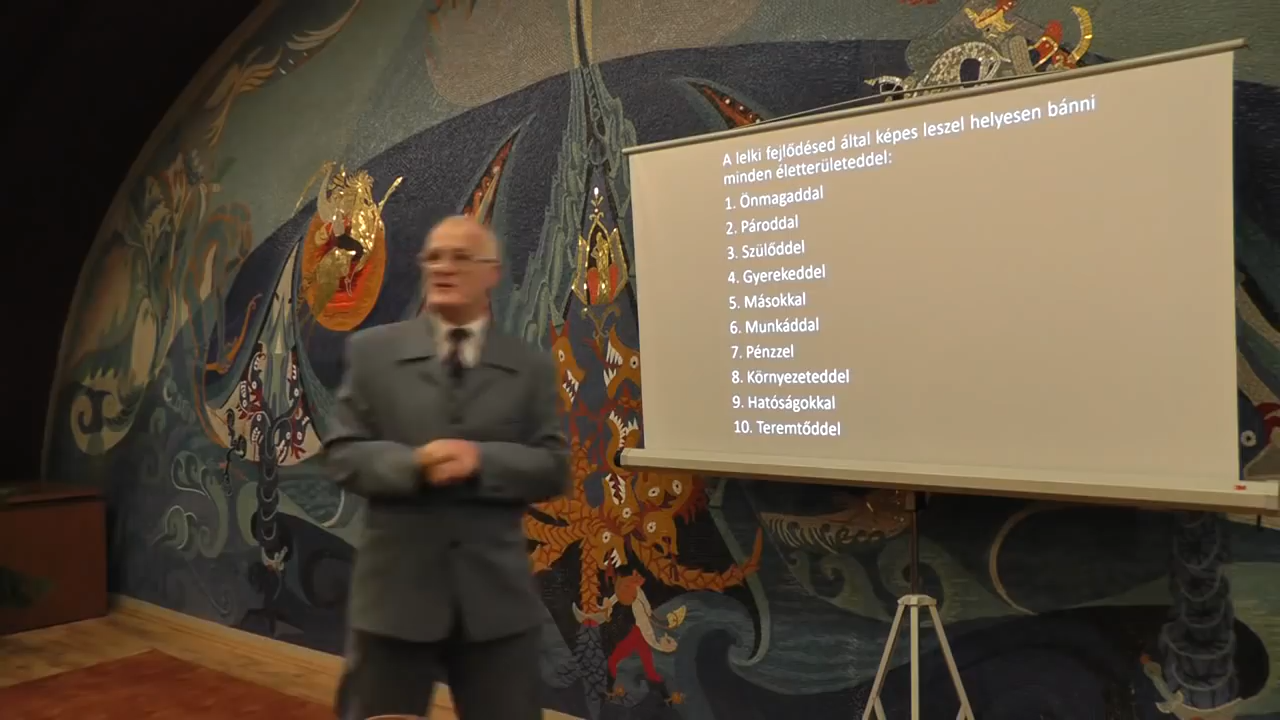 A lelki fejlődésed által képes leszel helyesen bánni
minden életterületeddel:
1. Önmagaddal
2. Pároddal
3. Szülőddel
4. Gyerekeddel
5. Másokkal
6. Munkáddal
7. Pénzzel
8. Környezeteddel
9. Hatóságokkal
10. Teremtőddel